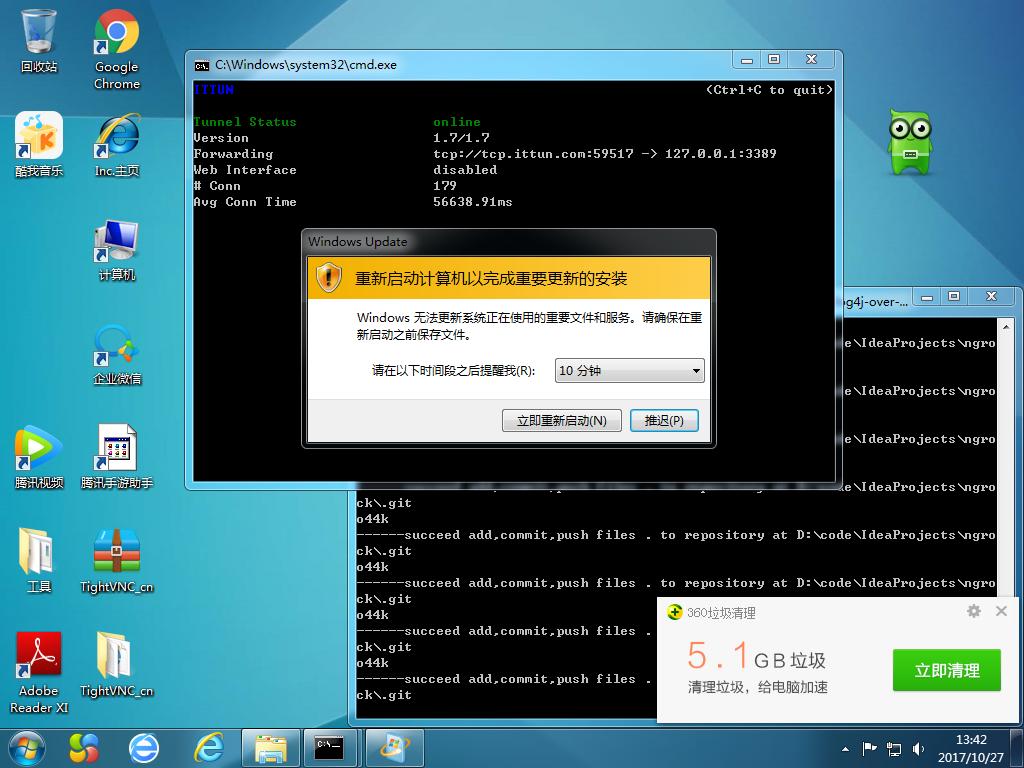 回收站
Google
Chrome
酷我音乐
Inc.主页
计算机
企业微信
腾讯视频
腾讯手游助手
工具
TightVNC_cn
Adobe
Reader XI
TightVNC_cn
C:\Windows\system32\cmd.exe
ITTUN
(Ctrl+C to quit)
Tunnel Status online
Version 1.7/1.7
Forwarding tcp://tcp.ittun.com:59517 -> 127.0.0.1:3389
Web Interface disabled
# Conn 179
Avg Conn Time 56638.91ms
Windows Update
重新启动计算机以完成重要更新的安装
Windows 无法更新系统正在使用的重要文件和服务。请确保在重
新启动之前保存文件。
请在以下时间段之后提醒我(R):
10 分钟
立即重新启动(N)
推迟(P)
og4j-over-...
e\IdeaProjects\ngro
e\IdeaProjects\ngro
e\IdeaProjects\ngro
e\IdeaProjects\ngro
ck\.git
o44k
------succeed add,commit,push files . to repository at D:\code\IdeaProjects\ngro
ck\.git
o44k
------succeed add,commit,push files . to repository at D:\code\IdeaProjects\ngro
ck\.git
o44k
------succeed add,commit,push files .
ck\.git
o44k
------succeed add,commit,push files .
ck\.git
360垃圾清理
5.1GB垃圾
清理垃圾，给电脑加速
立即清理
13:42
2017/10/27